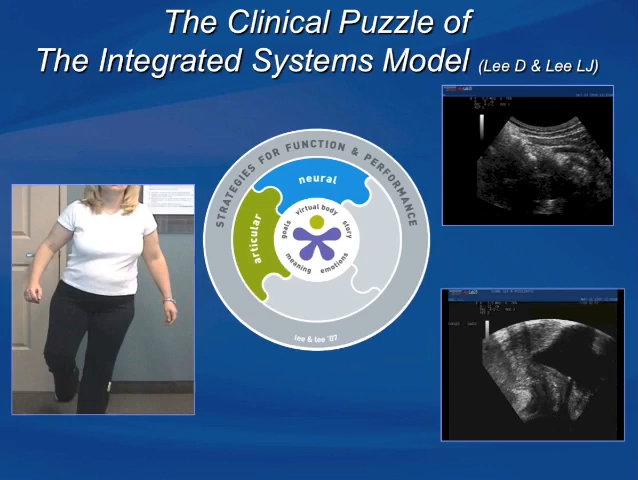 The Clinical Puzzle of
The Integrated Systems Model (Lee D & Lee LJ)
STRATEGIES FOR FUNCTION & PERFORMANCE
neural
articular
virtual body
goals
story
meaning
emotions
lee & lee '07